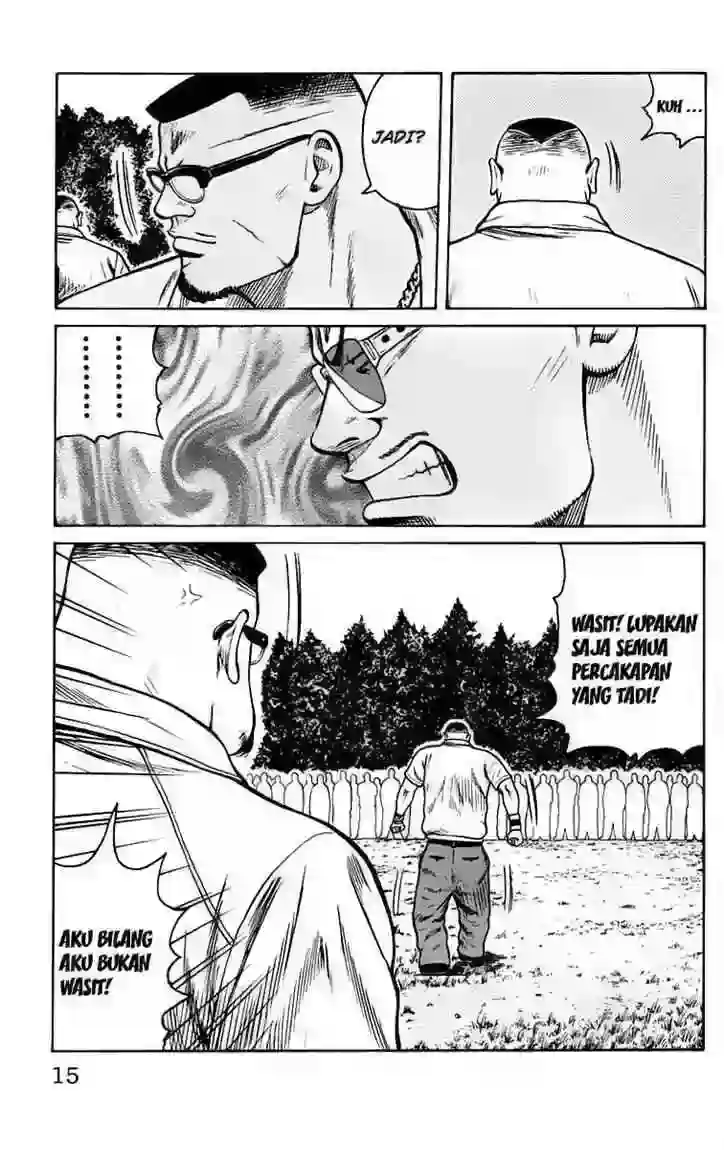 KUH ...
JADI?
......
......
WASIT! LUPAKAN
SAJA SEMUA
PERCAKAPAN
YANG TADI!
AKU BILANG
AKU BUKAN
WASIT!
15